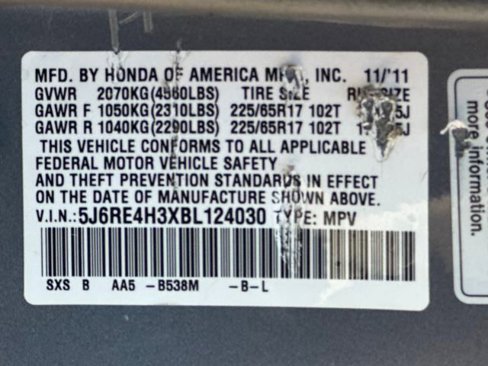 MFD. BY HONDA OF AMERICA INC. 11/'11
GVWR 2070KG(4560LBS) TIRE SIZE
GAWR F 1050KG(2310LBS) 225/65R17 102T
GAWR R 1040KG(2290LBS) 225/65R17 102T
THIS VEHICLE CONFORMS TO ALL APPLICABLE
FEDERAL MOTOR VEHICLE SAFETY
AND THEFT PREVENTION STANDARDS IN EFFECT
ON THE DATE OF MANUFACTURE SHOWN ABOVE.
V.I.N.: 5J6RE4H3XBL124030 TYPE: MPV
SXS B AA5 -B538M -B-L
more information.